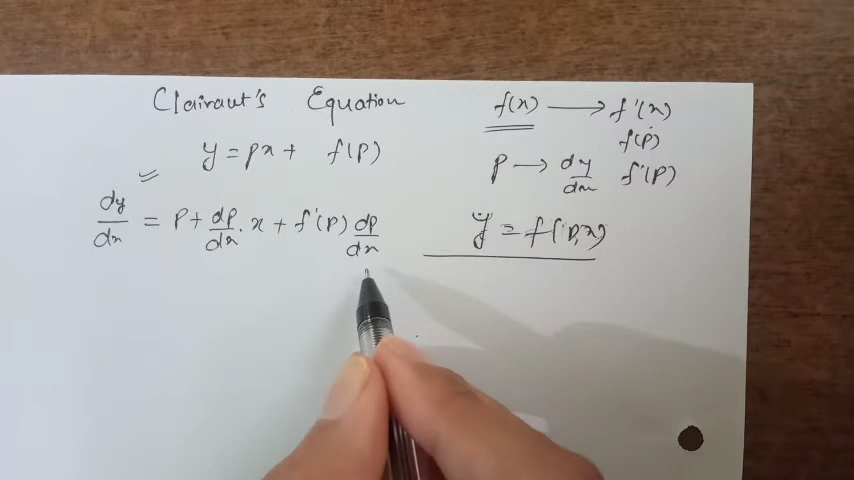 Clairaut's Equation
y = px + f(p)
dy/dx = P + dp/dx . x + f'(p) dp/dx
f(x) → f'(x)
f(p)
P → dy/dx f'(P)
y = f(p,x)